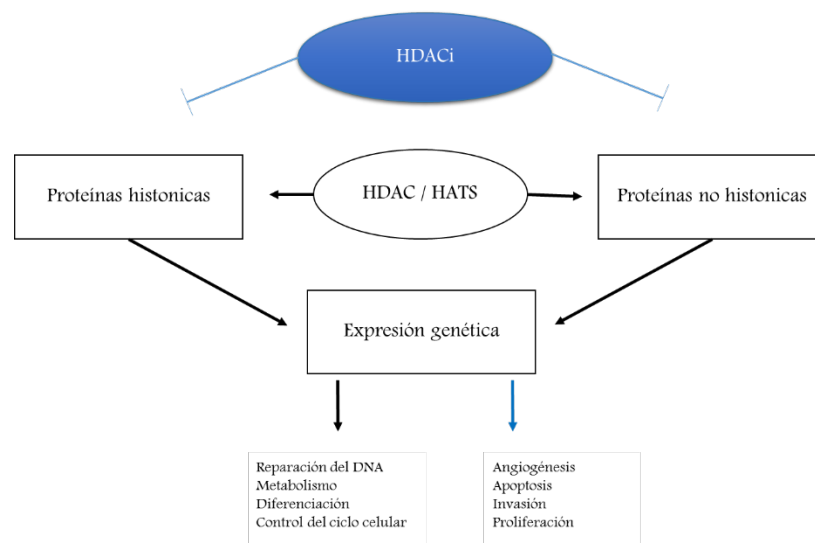 HDACi
Proteínas histonicas
HDAC / HATS
Proteínas no histonicas
Expresión genética
Reparación del DNA
Metabolismo
Diferenciación
Control del ciclo celular
Angiogénesis
Apoptosis
Invasión
Proliferación